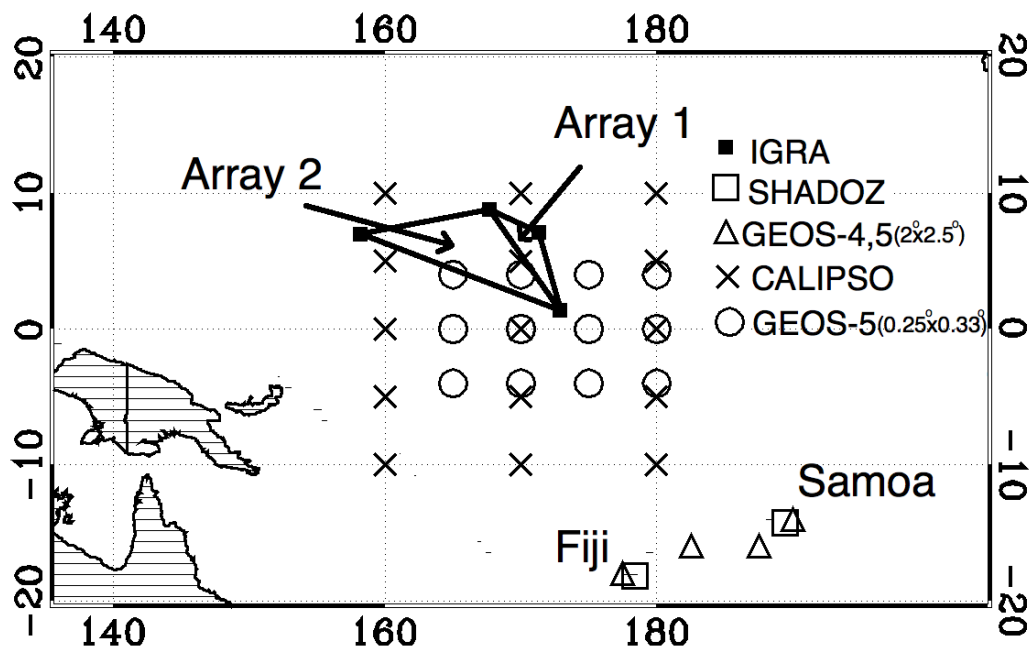 140 160 180
20 20
Array 1
IGRA
Array 2
10 SHADOZ 10
GEOS-4,5(2°x2.5°)
CALIPSO
0 GEOS-5(0.25°x0.33°) 0
-10 -10
Samoa
Fiji
-20 -20
140 160 180